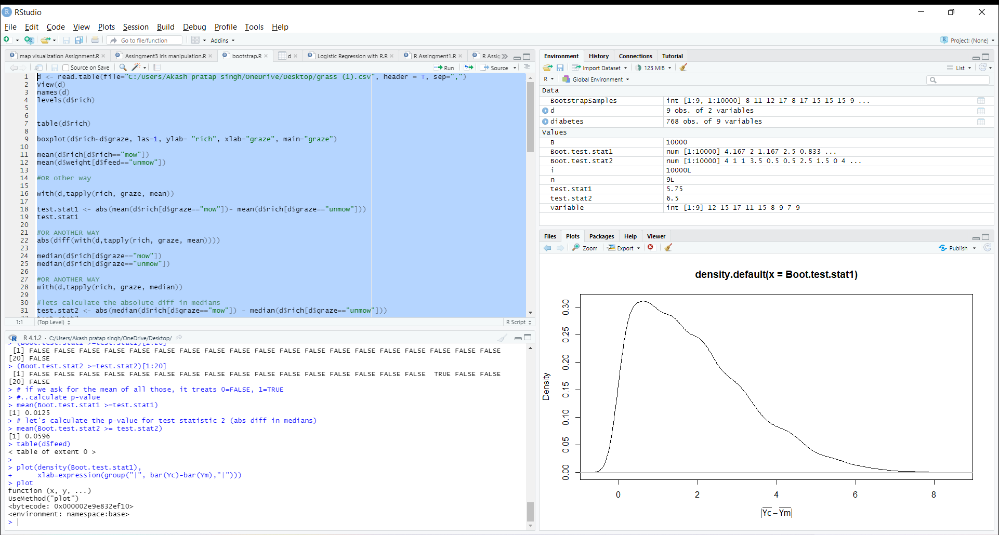 RStudio
File Edit Code View Plots Session Build Debug Profile Tools Help
Go to file/function Addins Project: (None)
map visualization Assignment.R Assingment3 iris manipulation.R bootstrap.R d Logistic Regression with R.R R Assingment1.R R Assig
Source on Save Run Source
1 d <- read.table(file="C:/Users/Akash pratap singh/OneDrive/Desktop/grass (1).csv", header = T, sep=",")
2 View(d)
3 names(d)
4 levels(d$rich)
5
6
7 table(d$rich)
8
9 boxplot(d$rich~d$graze, las=1, ylab= "rich", xlab="graze", main="graze")
10
11 mean(d$rich[d$rich=="mow"])
12 mean(d$weight[d$feed=="unmow"])
13
14 #OR other way
15
16 with(d,tapply(rich, graze, mean))
17
18 test.stat1 <- abs(mean(d$rich[d$graze=="mow"])- mean(d$rich[d$graze=="unmow"]))
19 test.stat1
20
21 #OR ANOTHER WAY
22 abs(diff(with(d,tapply(rich, graze, mean))))
23
24 median(d$rich[d$graze=="mow"])
25 median(d$rich[d$graze=="unmow"])
26
27 #OR ANOTHER WAY
28 with(d,tapply(rich, graze, median))
29
30 #lets calculate the absolute diff in medians
31 test.stat2 <- abs(median(d$rich[d$graze=="mow"]) - median(d$rich[d$graze=="unmow"]))
1:1 (Top Level) R Script
R 4.1.2 · C:/Users/Akash pratap singh/OneDrive/Desktop/
> (Boot.test.stat1 >=test.stat1)[1:20]
[1] FALSE FALSE FALSE FALSE FALSE FALSE FALSE FALSE FALSE FALSE FALSE FALSE FALSE FALSE FALSE FALSE FALSE FALSE FALSE
[20] FALSE
> (Boot.test.stat2 >=test.stat2)[1:20]
[1] FALSE FALSE FALSE FALSE FALSE FALSE FALSE FALSE FALSE FALSE FALSE FALSE FALSE FALSE FALSE FALSE TRUE FALSE FALSE
[20] FALSE
> # if we ask for the mean of all those, it treats 0=FALSE, 1=TRUE
> #..calculate p-value
> mean(Boot.test.stat1 >=test.stat1)
[1] 0.0125
> # let's calculate the p-value for test statistic 2 (abs diff in medians)
> mean(Boot.test.stat2 >= test.stat2)
[1] 0.0596
> table(d$feed)
< table of extent 0 >
>
> plot(density(Boot.test.stat1),
+ xlab=expression(group("|", bar(Yc)-bar(Ym),"|")))
> plot
function (x, y, ...)
UseMethod("plot")
<bytecode: 0x000002e9e832ef10>
<environment: namespace:base>
>
Environment History Connections Tutorial
Import Dataset 123 MiB List
R Global Environment
Data
BootstrapSamples int [1:9, 1:10000] 8 11 12 17 8 17 15 15 15 9 ...
d 9 obs. of 2 variables
diabetes 768 obs. of 9 variables
Values
B 10000
Boot.test.stat1 num [1:10000] 4.167 2 1.167 2.5 0.833 ...
Boot.test.stat2 num [1:10000] 4 1 1 3.5 0.5 0.5 2.5 1.5 0 4 ...
i 10000L
n 9L
test.stat1 5.75
test.stat2 6.5
variable int [1:9] 12 15 17 11 15 8 9 7 9
Files Plots Packages Help Viewer
Zoom Export Publish
density.default(x = Boot.test.stat1)
Density
0.30
0.25
0.20
0.15
0.10
0.05
0.00
0 2 4 6 8
|Yc − Ym|